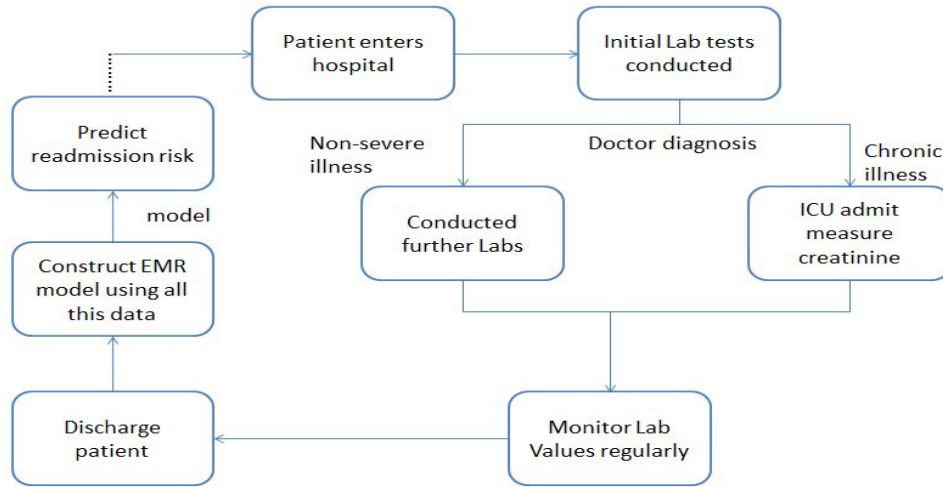 Patient enters
hospital
Initial Lab tests
conducted
Predict
readmission risk
Non-severe
illness
Doctor diagnosis
Chronic
illness
model
Conducted
further Labs
ICU admit
measure
creatinine
Construct EMR
model using all
this data
Discharge
patient
Monitor Lab
Values regularly